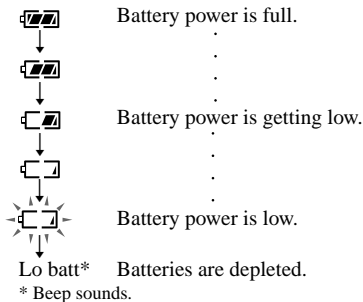 Battery power is full.
Battery power is getting low.
Battery power is low.
Lo batt* Batteries are depleted.
* Beep sounds.